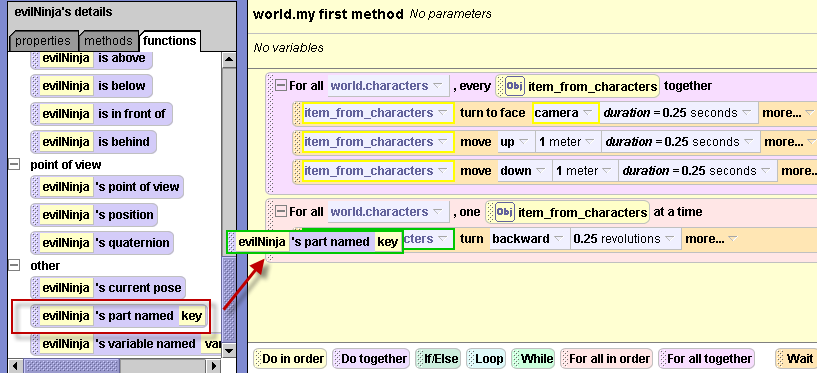 evilNinja's details
properties methods functions
evilNinja is above
evilNinja is below
evilNinja is in front of
evilNinja is behind
point of view
evilNinja 's point of view
evilNinja 's position
evilNinja 's quaternion
other
evilNinja 's current pose
evilNinja 's part named key
evilNinja 's variable named
world.my first method No parameters
No variables
For all world.characters , every Obj item_from_characters together
item_from_characters turn to face camera duration = 0.25 seconds more...
item_from_characters move up 1 meter duration = 0.25 seconds
item_from_characters move down 1 meter duration = 0.25 seconds
For all world.characters , one Obj item_from_characters at a time
evilNinja 's part named key cters turn backward 0.25 revolutions more...
Do in order Do together If/Else Loop While For all in order For all together Wait